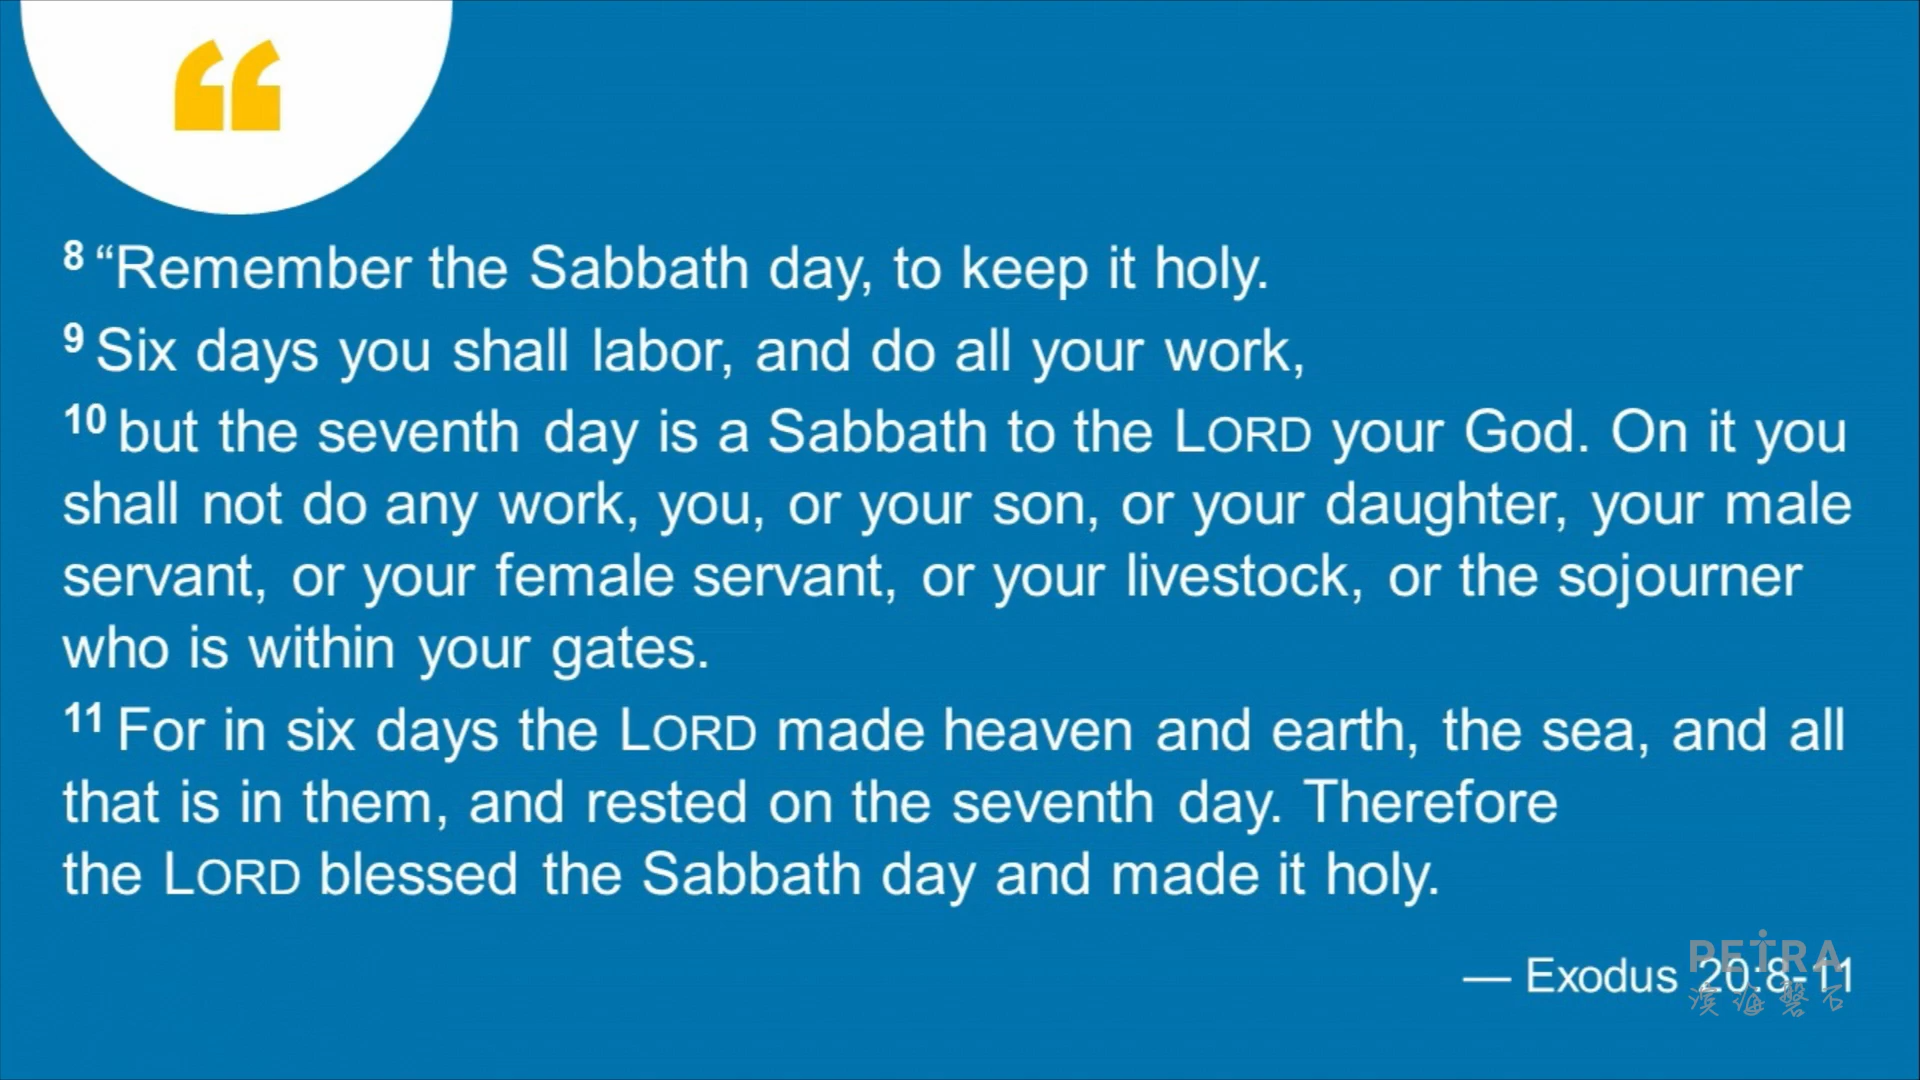 “
8 “Remember the Sabbath day, to keep it holy.
9 Six days you shall labor, and do all your work,
10 but the seventh day is a Sabbath to the LORD your God. On it you
shall not do any work, you, or your son, or your daughter, your male
servant, or your female servant, or your livestock, or the sojourner
who is within your gates.
11 For in six days the LORD made heaven and earth, the sea, and all
that is in them, and rested on the seventh day. Therefore
the LORD blessed the Sabbath day and made it holy.
— Exodus 20:8-11
PETRA
滨海磐石